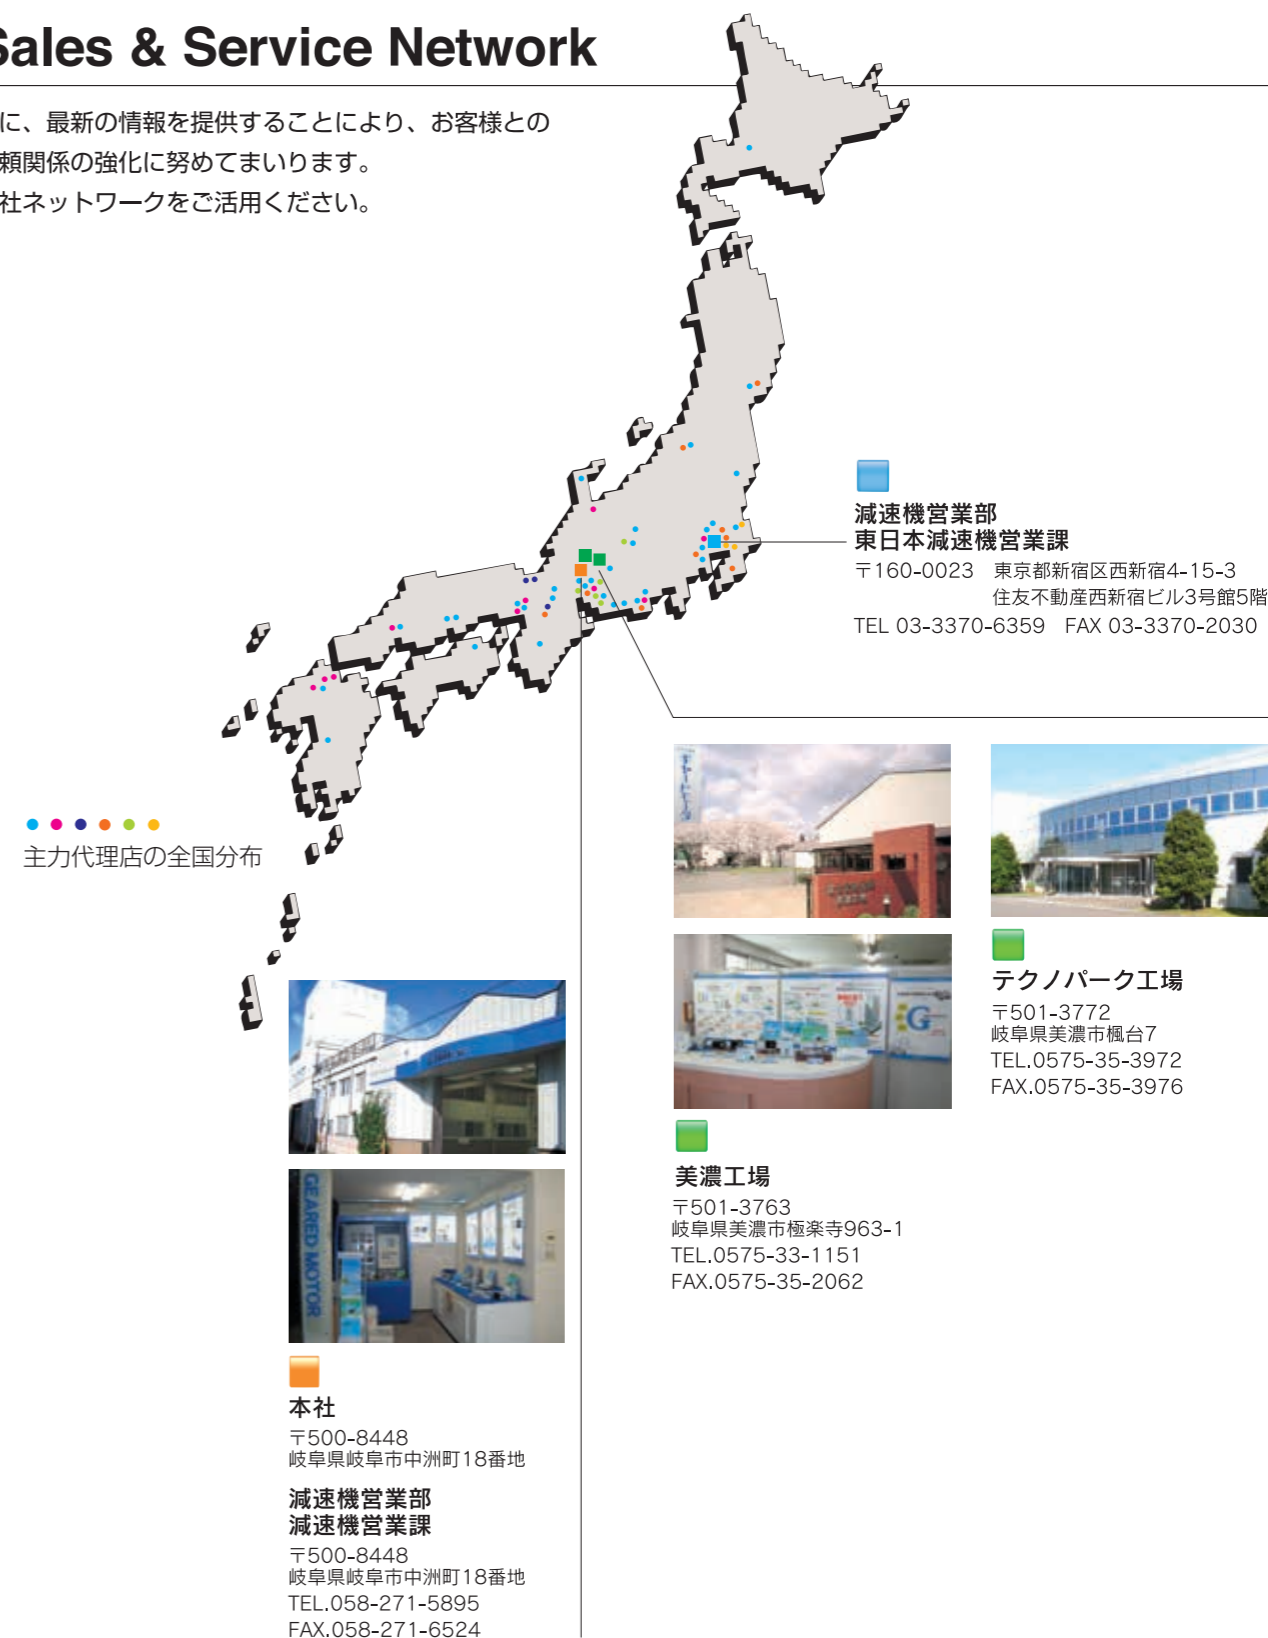 Sales & Service Network
に、最新の情報を提供することにより、お客様との
頼関係の強化に努めてまいります。
社ネットワークをご活用ください。
減速機営業部
東日本減速機営業課
〒160-0023 東京都新宿区西新宿4-15-3
住友不動産西新宿ビル3号館5階
TEL 03-3370-6359 FAX 03-3370-2030
主力代理店の全国分布
テクノパーク工場
〒501-3772
岐阜県美濃市楓台7
TEL.0575-35-3972
FAX.0575-35-3976
G
美濃工場
〒501-3763
岐阜県美濃市極楽寺963-1
TEL.0575-33-1151
FAX.0575-35-2062
GEARED MOTOR
本社
〒500-8448
岐阜県岐阜市中洲町18番地
減速機営業部
減速機営業課
〒500-8448
岐阜県岐阜市中洲町18番地
TEL.058-271-5895
FAX.058-271-6524